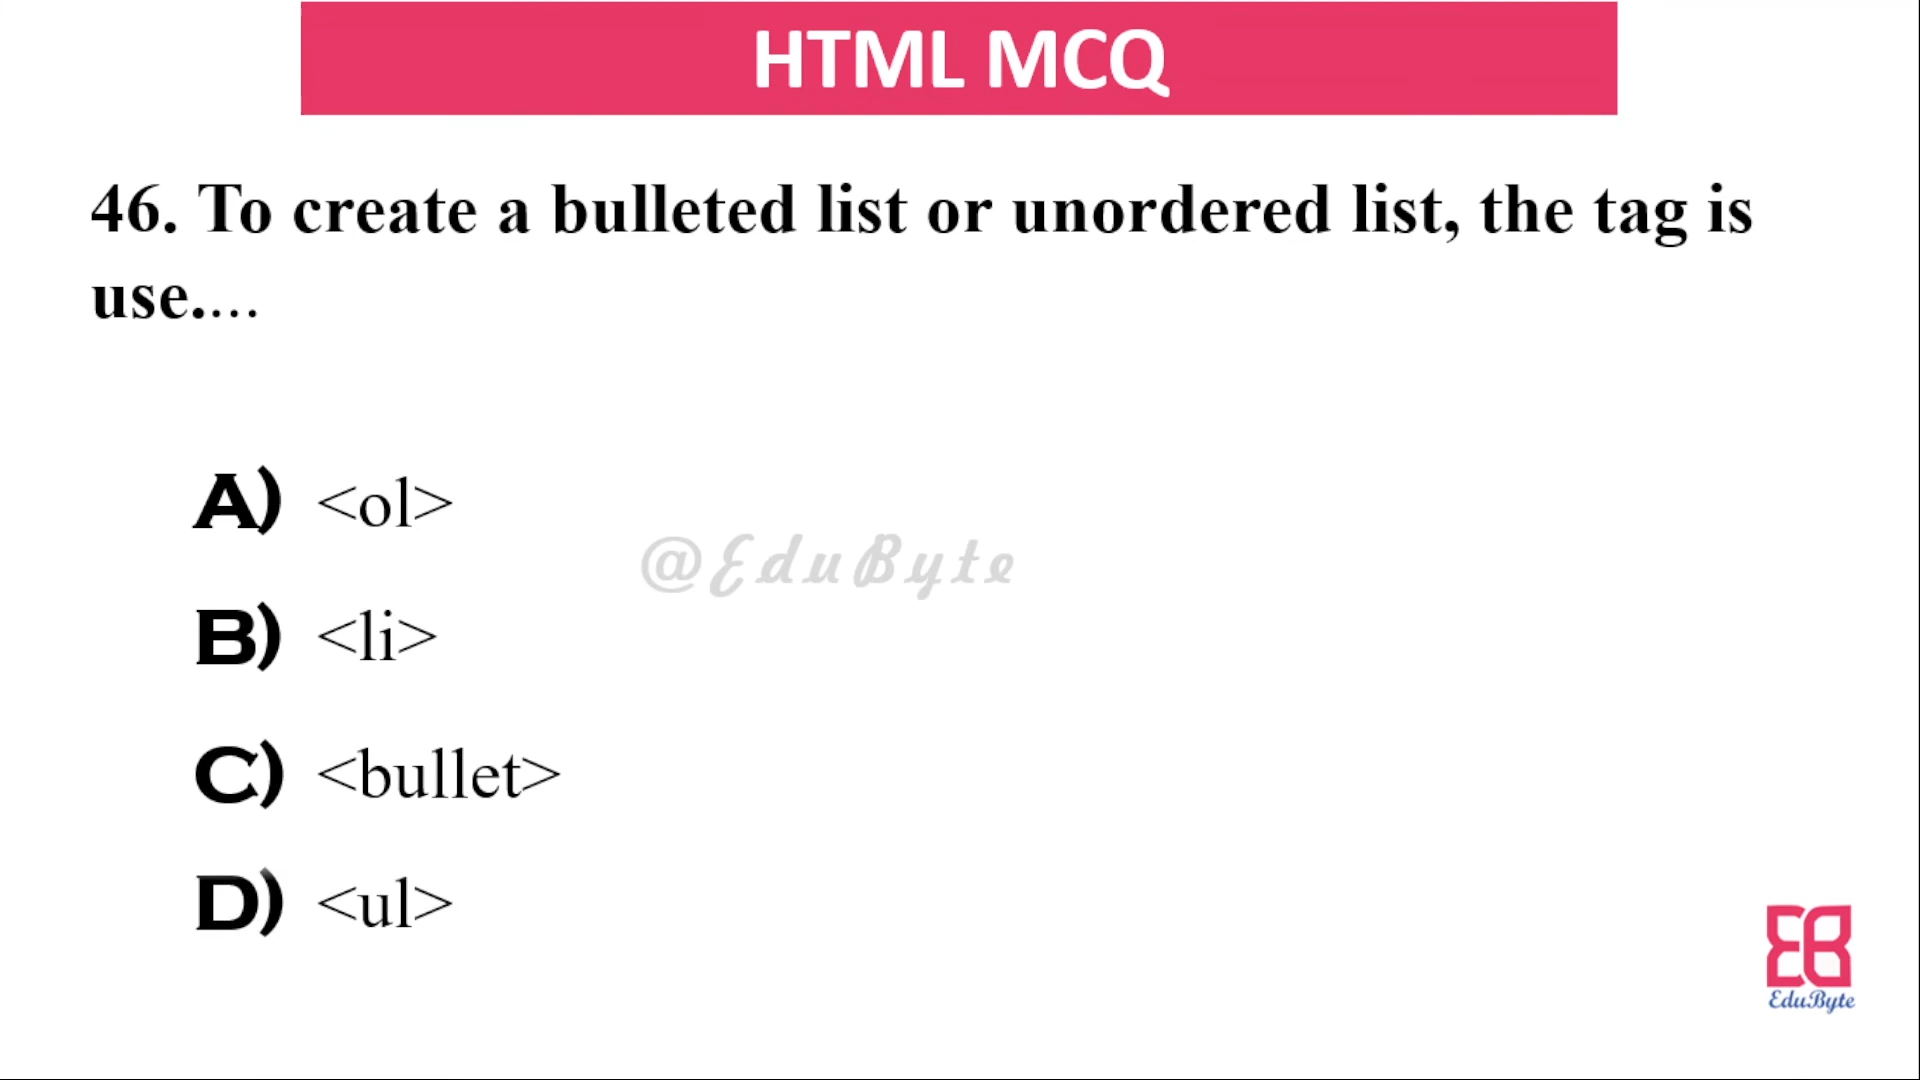 HTML MCQ
46. To create a bulleted list or unordered list, the tag is
use....
A) <ol>
@EduByte
B) <li>
C) <bullet>
D) <ul>
EB
EduByte